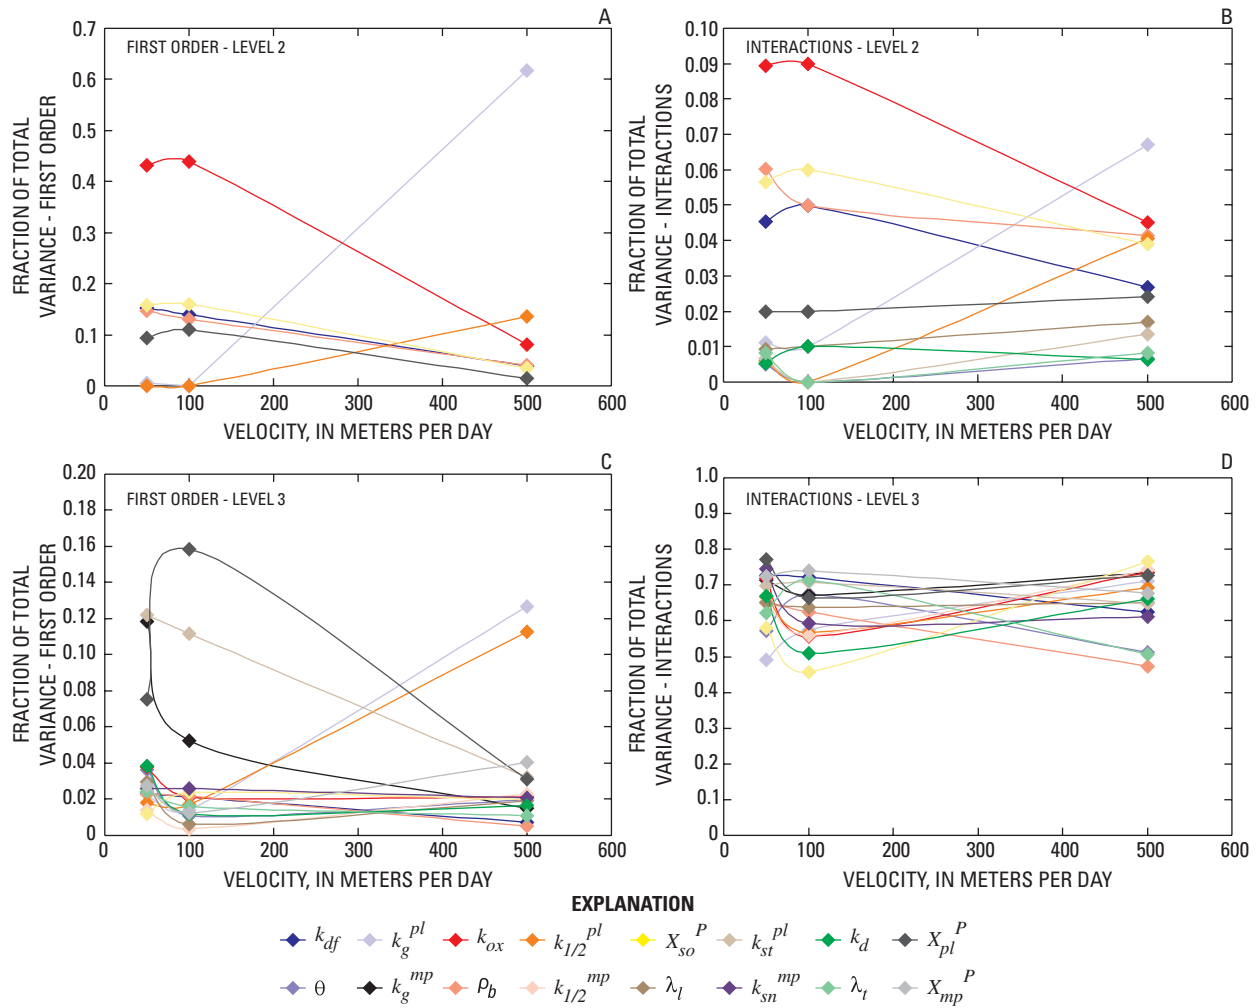 A
FIRST ORDER - LEVEL 2
FRACTION OF TOTAL
VARIANCE - FIRST ORDER
0.7
0.6
0.5
0.4
0.3
0.2
0.1
0
0 100 200 300 400 500 600
VELOCITY, IN METERS PER DAY
B
INTERACTIONS - LEVEL 2
FRACTION OF TOTAL
VARIANCE - INTERACTIONS
0.10
0.09
0.08
0.07
0.06
0.05
0.04
0.03
0.02
0.01
0
0 100 200 300 400 500 600
VELOCITY, IN METERS PER DAY
C
FIRST ORDER - LEVEL 3
FRACTION OF TOTAL
VARIANCE - FIRST ORDER
0.20
0.18
0.16
0.14
0.12
0.10
0.08
0.06
0.04
0.02
0
0 100 200 300 400 500 600
VELOCITY, IN METERS PER DAY
D
INTERACTIONS - LEVEL 3
FRACTION OF TOTAL
VARIANCE - INTERACTIONS
1.0
0.9
0.8
0.7
0.6
0.5
0.4
0.3
0.2
0.1
0
0 100 200 300 400 500 600
VELOCITY, IN METERS PER DAY
EXPLANATION
k_df k_g^pl k_ox k_1/2^pl X_so^P k_st^pl k_d X_pl^P
θ k_g^mp ρ_b k_1/2^mp λ_l k_sn^mp λ_t X_mp^P